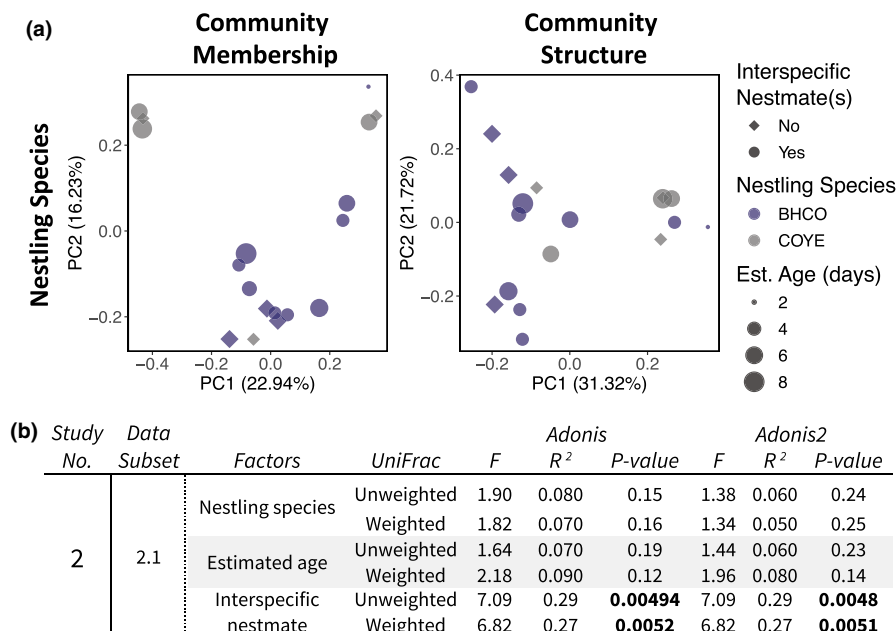 (a)
Community
Membership
Community
Structure
Nestling Species
PC2 (16.23%)
0.2
0.0
−0.2
−0.4
−0.2
0.0
0.2
PC1 (22.94%)
PC2 (21.72%)
0.4
0.2
0.0
−0.2
−0.2
0.0
0.2
PC1 (31.32%)
Interspecific
Nestmate(s)
No
Yes
Nestling Species
BHCO
COYE
Est. Age (days)
2
4
6
8
(b)
Study Data Adonis Adonis2
No. Subset Factors UniFrac F R² P-value F R² P-value
2 2.1
Nestling species
Unweighted 1.90 0.080 0.15 1.38 0.060 0.24
Weighted 1.82 0.070 0.16 1.34 0.050 0.25
Estimated age
Unweighted 1.64 0.070 0.19 1.44 0.060 0.23
Weighted 2.18 0.090 0.12 1.96 0.080 0.14
Interspecific Unweighted 7.09 0.29 0.00494 7.09 0.29 0.0048
nestmate Weighted 6.82 0.27 0.0052 6.82 0.27 0.0051